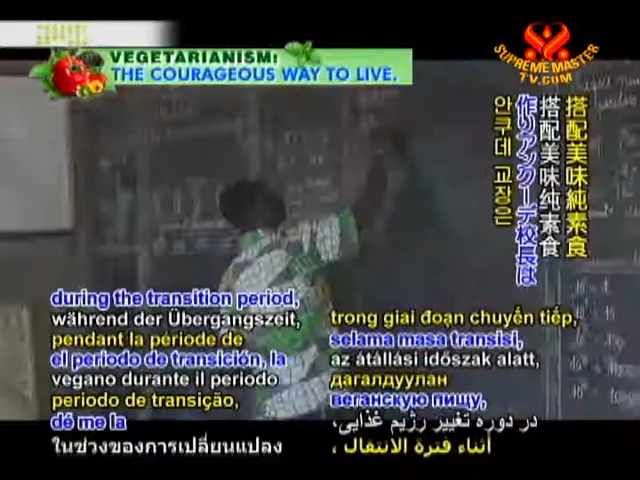 VEGETARIANISM:
THE COURAGEOUS WAY TO LIVE.
SUPREME MASTER
TV.COM
搭配美味純素食
搭配美味纯素食
作りアンクーデ校長は
안쿠데 교장은
during the transition period,
während der Übergangszeit,
pendant la période de
el periodo de transición, la
vegano durante il periodo
periodo de transição,
dê me la
ในช่วงของการเปลี่ยนแปลง
trong giai đoạn chuyển tiếp,
selama masa transisi,
az átállási időszak alatt,
дагалдуулан
веганскую пищу,
در دوره تغییر رژیم غذایی،
أثناء فترة الانتقال ،